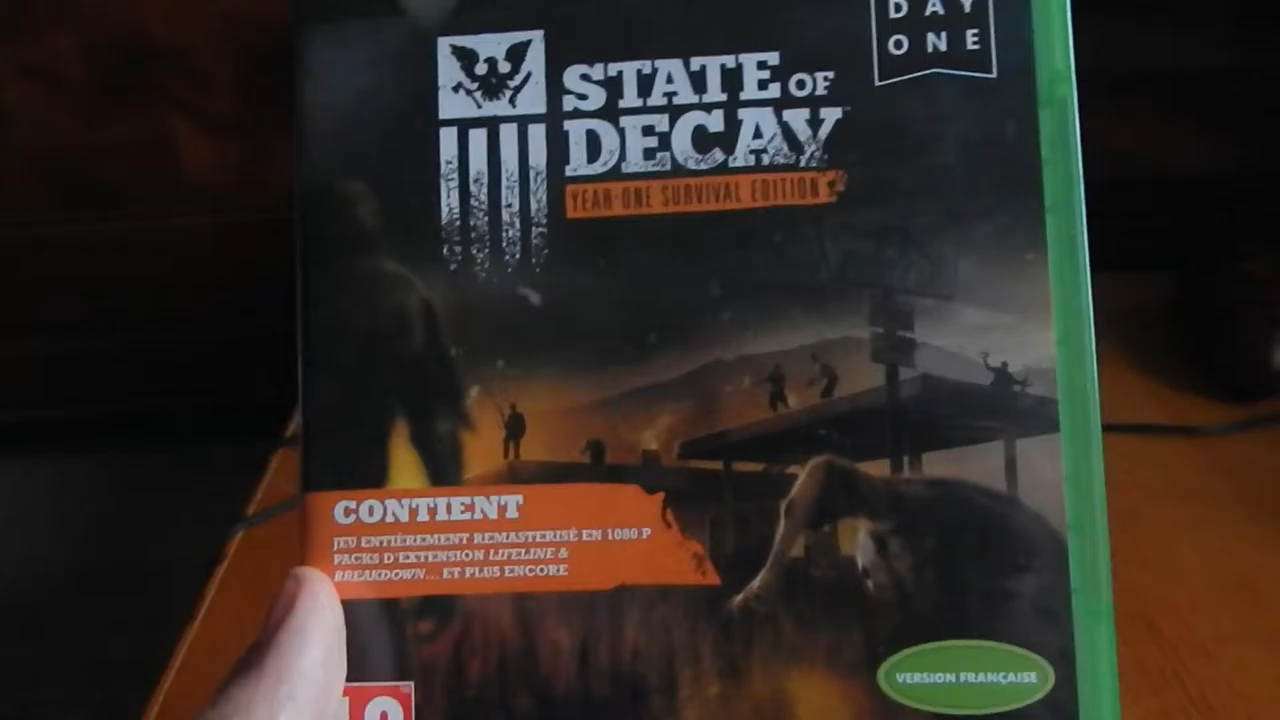 DAY
ONE
STATE OF
DECAY
YEAR-ONE SURVIVAL EDITION
CONTIENT
JEU ENTIÈREMENT REMASTERISÉ EN 1080 P
PACKS D'EXTENSION LIFELINE &
BREAKDOWN... ET PLUS ENCORE
VERSION FRANÇAISE